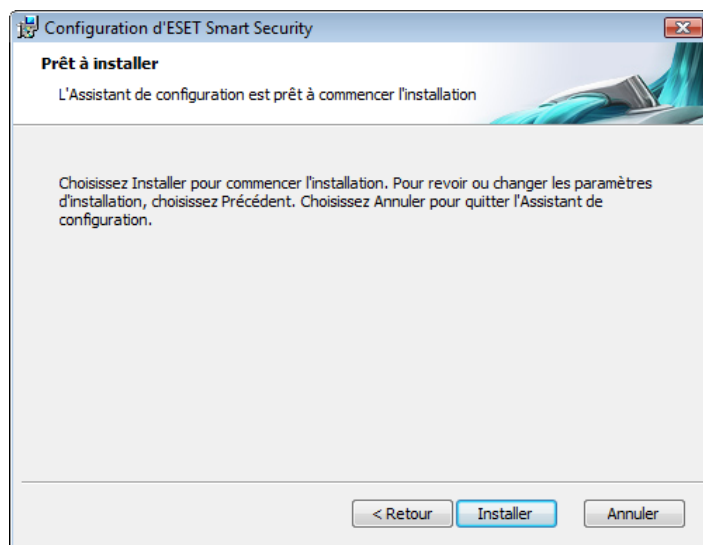 Configuration d'ESET Smart Security
Prêt à installer
L'Assistant de configuration est prêt à commencer l'installation
Choisissez Installer pour commencer l'installation. Pour revoir ou changer les paramètres
d'installation, choisissez Précédent. Choisissez Annuler pour quitter l'Assistant de
configuration.
< Retour Installer Annuler